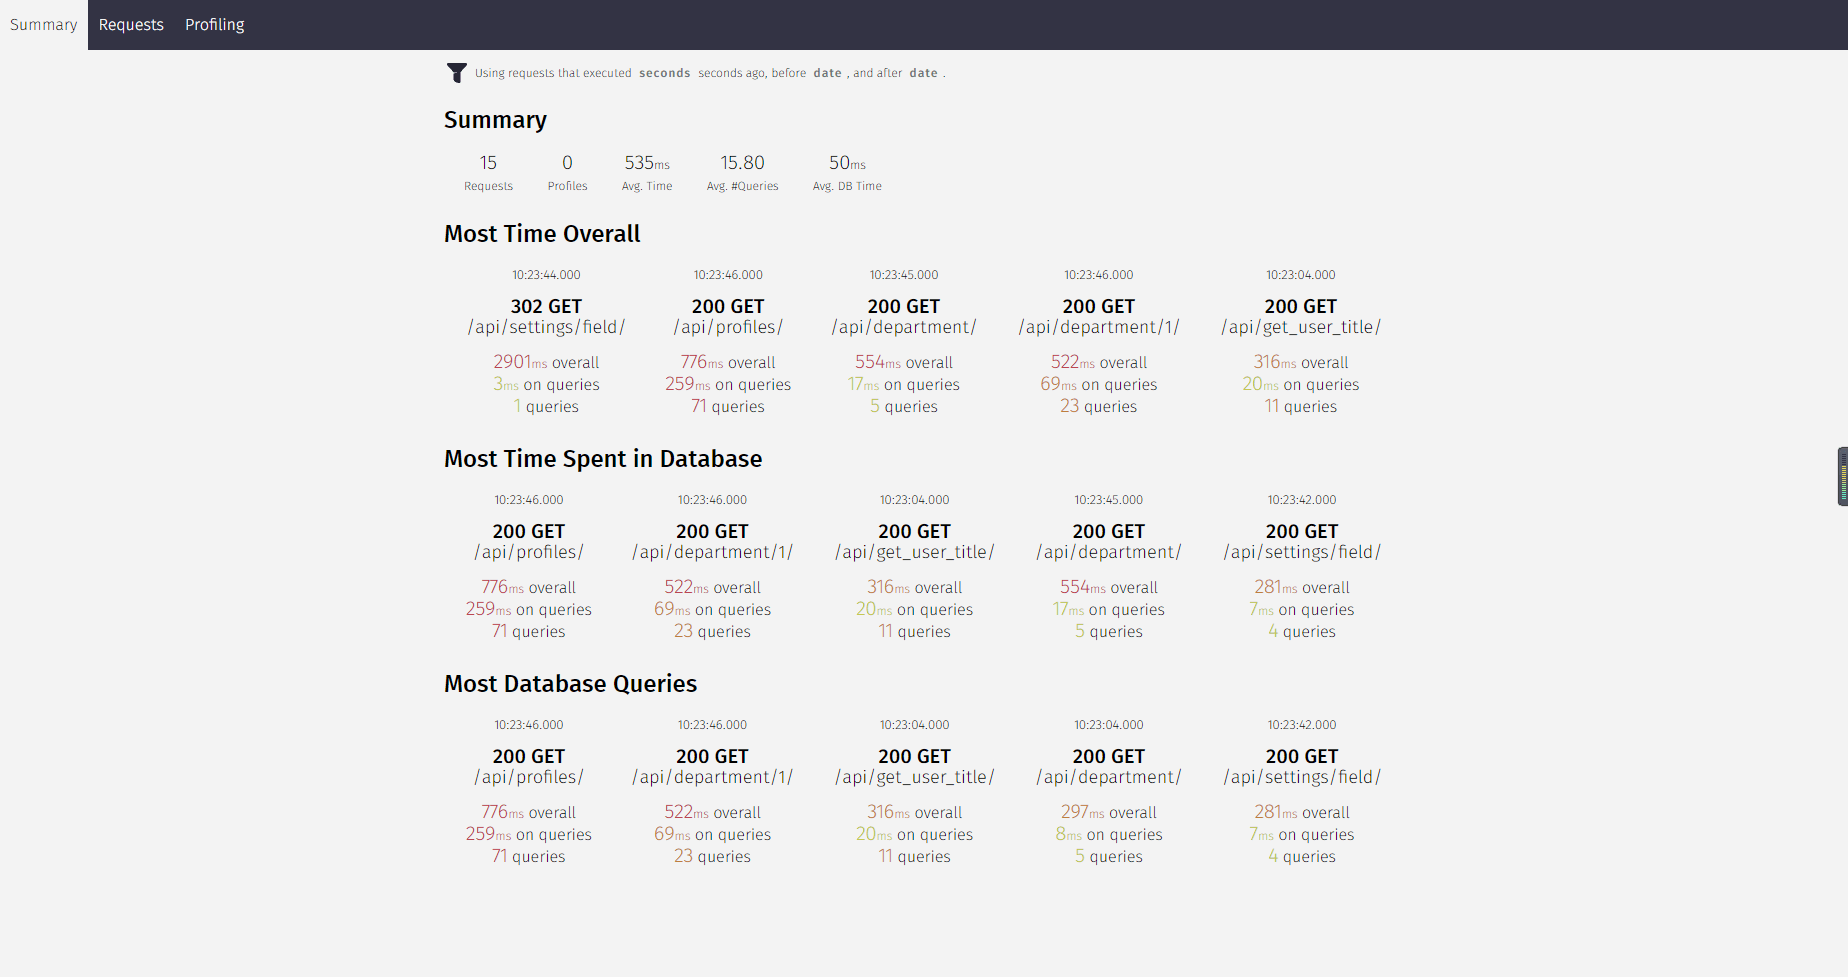 Summary Requests Profiling
Using requests that executed seconds seconds ago, before date , and after date .
Summary
15 0 535ms 15.80 50ms
Requests Profiles Avg. Time Avg. #Queries Avg. DB Time
Most Time Overall
10:23:44.000 10:23:46.000 10:23:45.000 10:23:46.000 10:23:04.000
302 GET 200 GET 200 GET 200 GET 200 GET
/api/settings/field/ /api/profiles/ /api/department/ /api/department/1/ /api/get_user_title/
2901ms overall 776ms overall 554ms overall 522ms overall 316ms overall
3ms on queries 259ms on queries 17ms on queries 69ms on queries 20ms on queries
1 queries 71 queries 5 queries 23 queries 11 queries
Most Time Spent in Database
10:23:46.000 10:23:46.000 10:23:04.000 10:23:45.000 10:23:42.000
200 GET 200 GET 200 GET 200 GET 200 GET
/api/profiles/ /api/department/1/ /api/get_user_title/ /api/department/ /api/settings/field/
776ms overall 522ms overall 316ms overall 554ms overall 281ms overall
259ms on queries 69ms on queries 20ms on queries 17ms on queries 7ms on queries
71 queries 23 queries 11 queries 5 queries 4 queries
Most Database Queries
10:23:46.000 10:23:46.000 10:23:04.000 10:23:04.000 10:23:42.000
200 GET 200 GET 200 GET 200 GET 200 GET
/api/profiles/ /api/department/1/ /api/get_user_title/ /api/department/ /api/settings/field/
776ms overall 522ms overall 316ms overall 297ms overall 281ms overall
259ms on queries 69ms on queries 20ms on queries 8ms on queries 7ms on queries
71 queries 23 queries 11 queries 5 queries 4 queries